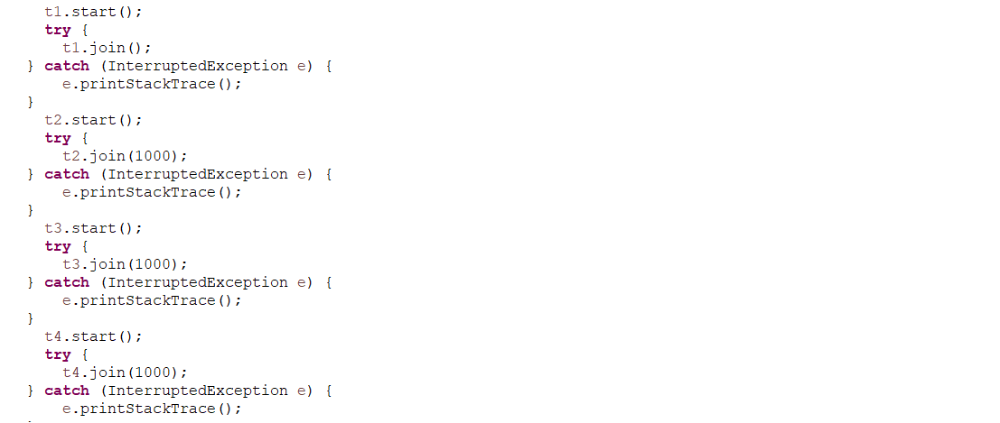 t1.start();
try {
t1.join();
} catch (InterruptedException e) {
e.printStackTrace();
}
t2.start();
try {
t2.join(1000);
} catch (InterruptedException e) {
e.printStackTrace();
}
t3.start();
try {
t3.join(1000);
} catch (InterruptedException e) {
e.printStackTrace();
}
t4.start();
try {
t4.join(1000);
} catch (InterruptedException e) {
e.printStackTrace();